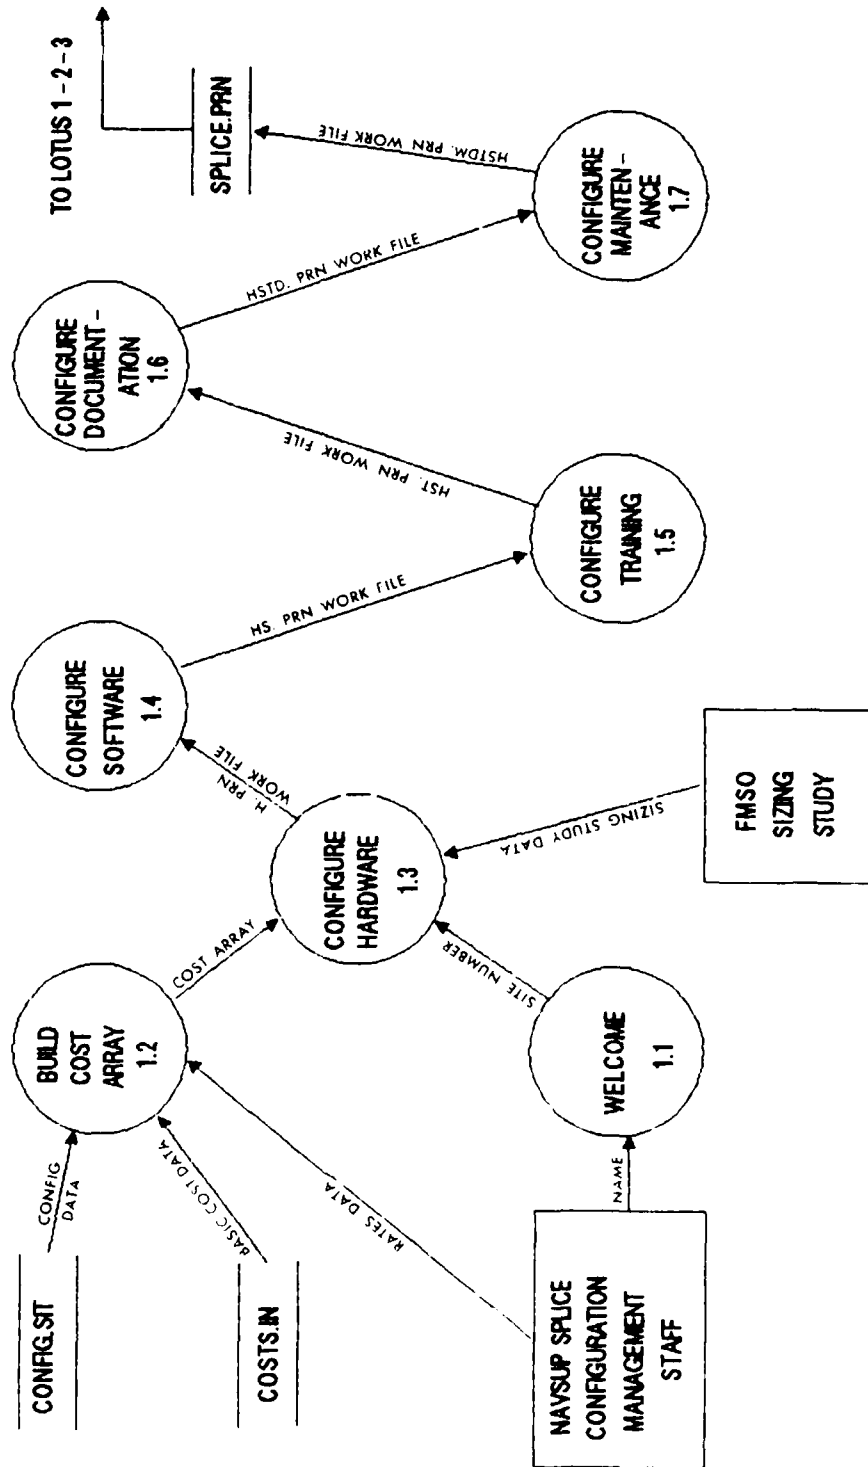 CONFIG.SIT
CONFIG
DATA
BUILD
COST
ARRAY
1.2
COSTS.IN
BASIC COST DATA
RATES DATA
NAVSUP SPLICE
CONFIGURATION
MANAGEMENT
STAFF
NAME
WELCOME
1.1
SITE NUMBER
COST ARRAY
CONFIGURE
HARDWARE
1.3
SIZING STUDY DATA
FMSO
SIZING
STUDY
H. PRN
WORK FILE
CONFIGURE
SOFTWARE
1.4
HS. PRN WORK FILE
CONFIGURE
TRAINING
1.5
HST. PRN WORK FILE
CONFIGURE
DOCUMENT -
ATION
1.6
HSTD. PRN WORK FILE
CONFIGURE
MAINTEN -
ANCE
1.7
HSTDM. PRN WORK FILE
SPLICE.PRN
TO LOTUS 1 - 2 - 3